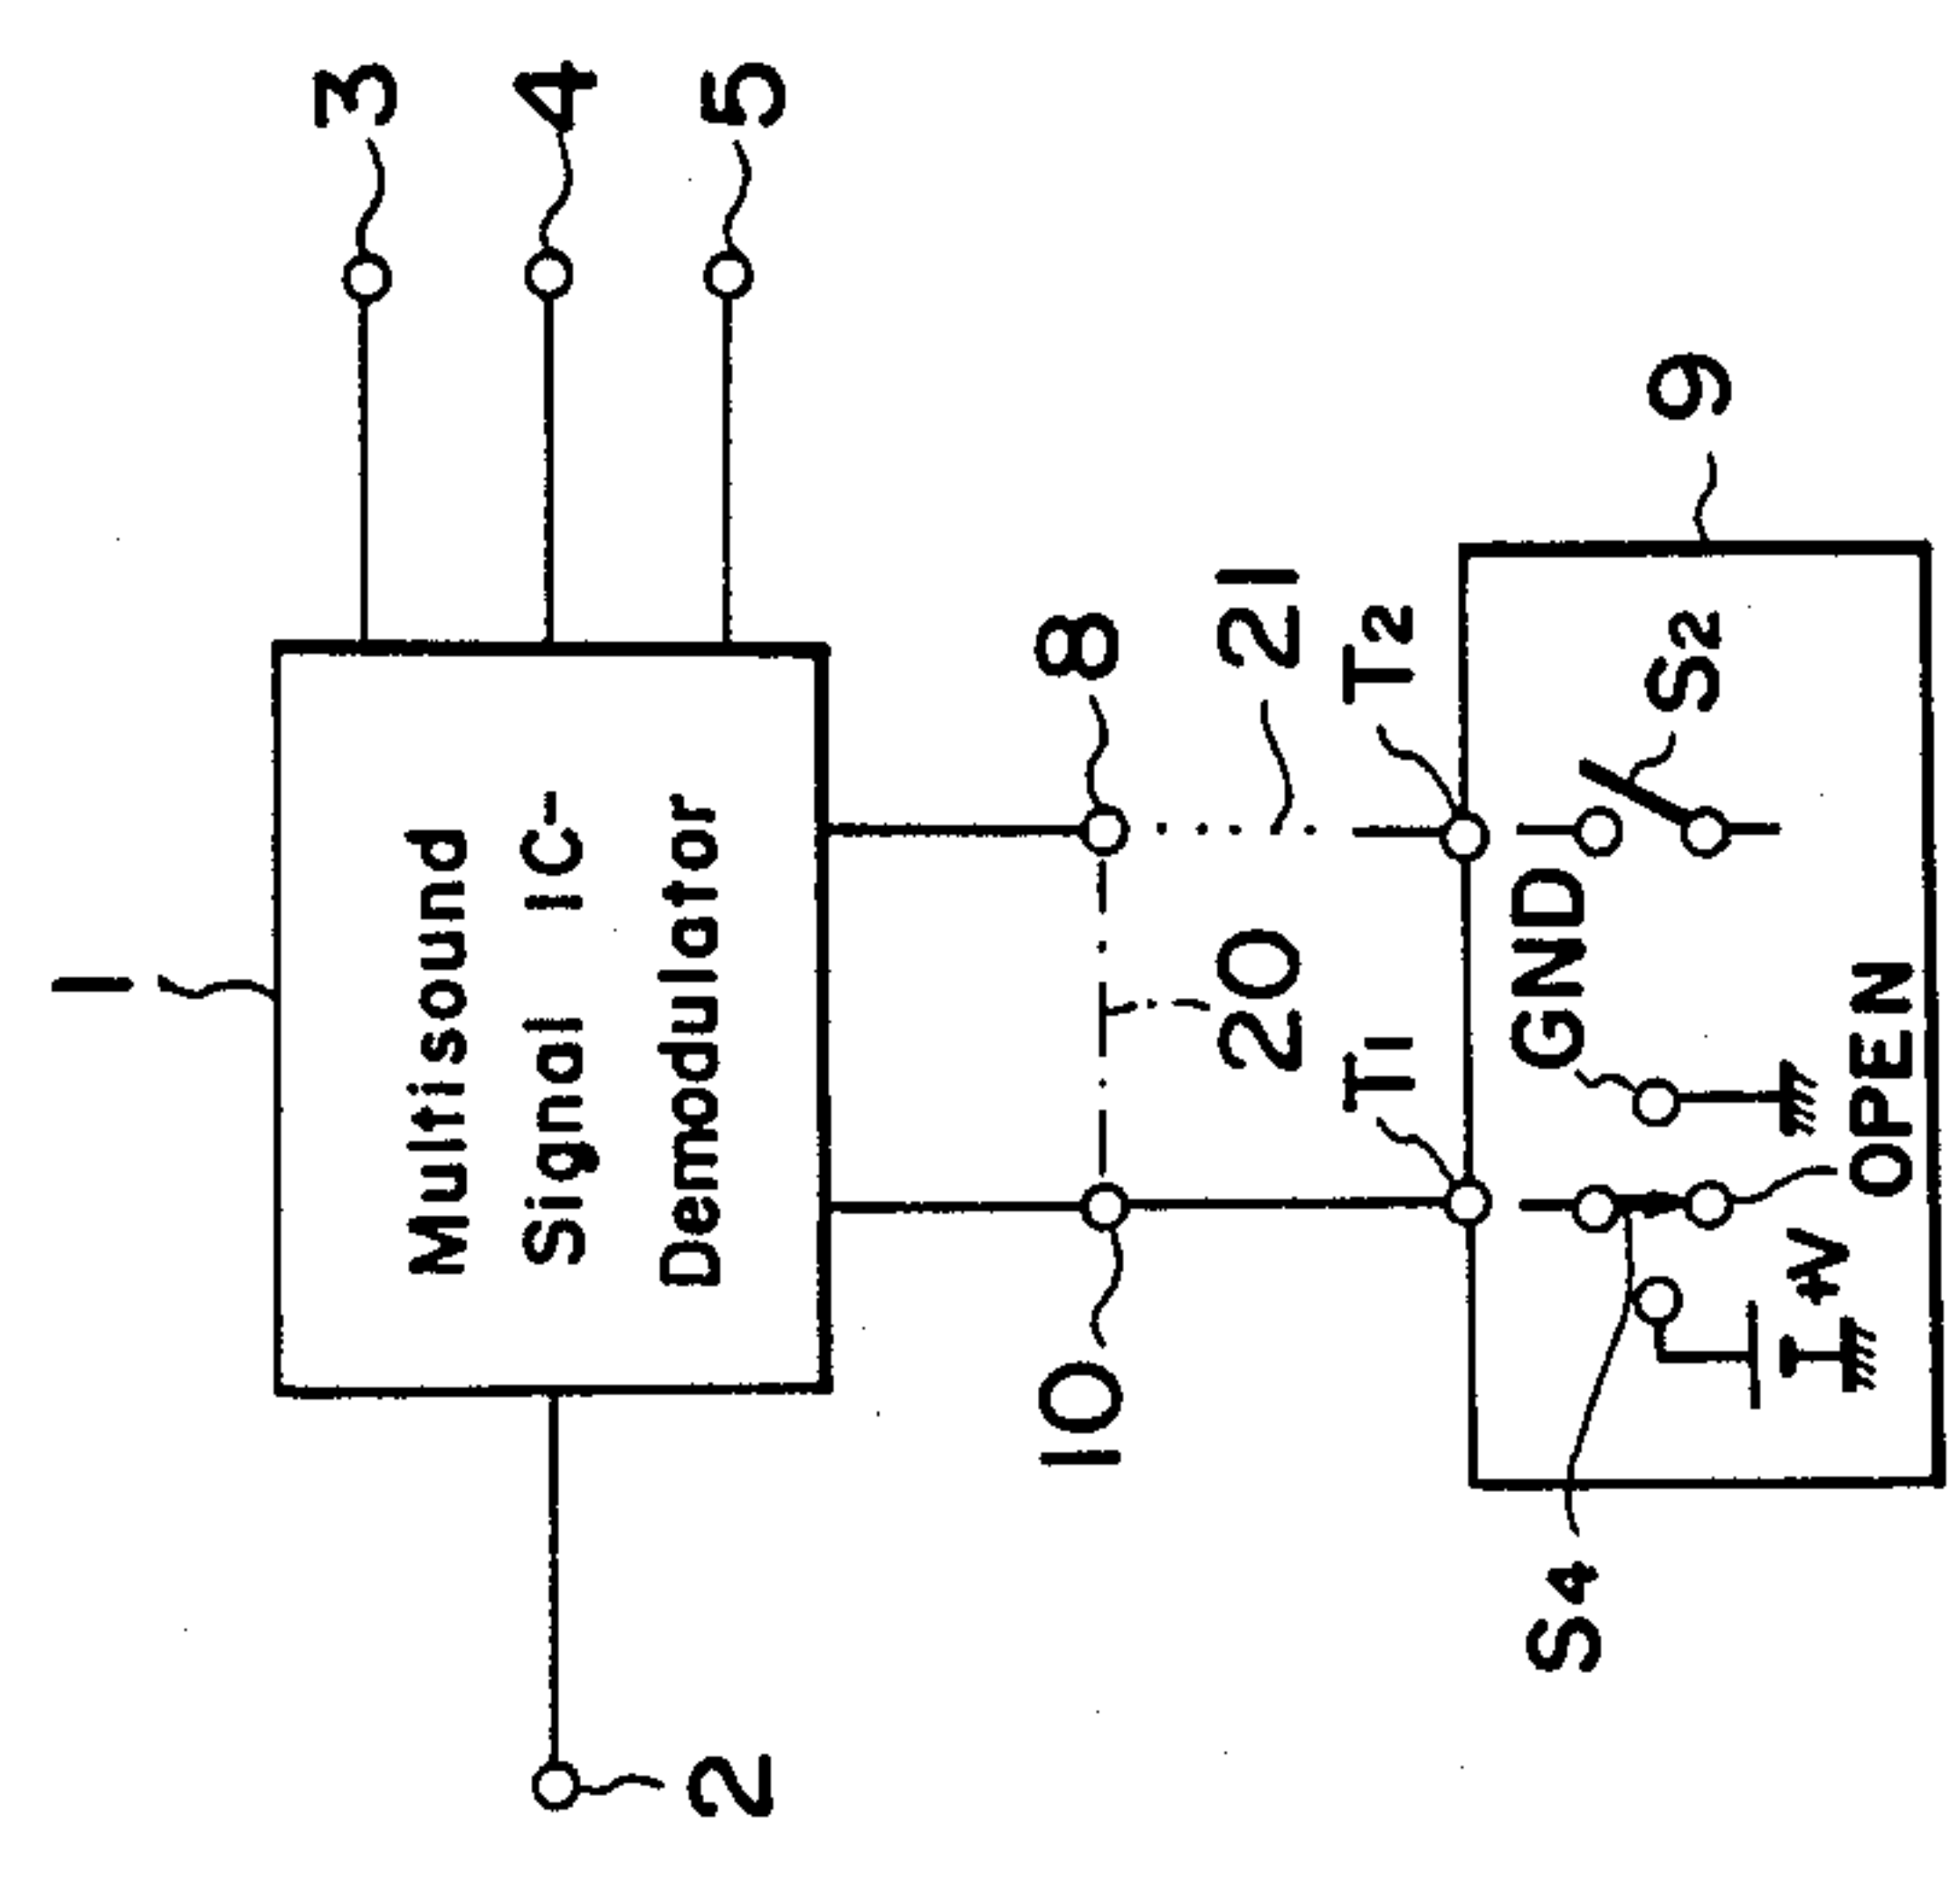 1
Multisound
Signal IC-
Demodulator
2
3
4
5
10
8
20
21
T1
T2
GND
S2
S4
+V
OPEN
9